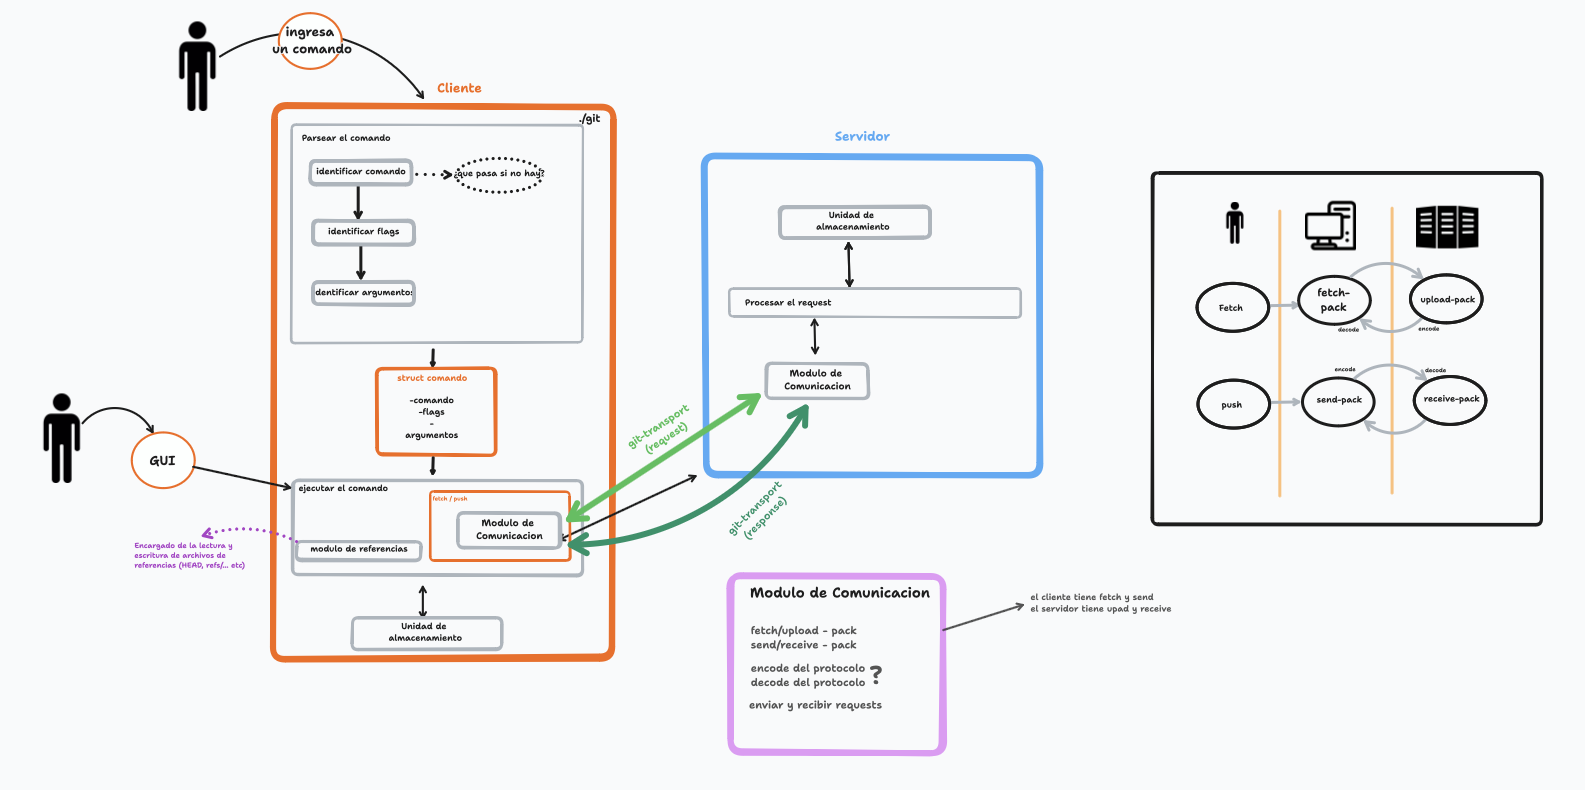 ingresa
un comando
Cliente
./git
Parsear el comando
identificar comando
¿que pasa si no hay?
identificar flags
dentificar argumentos
struct comando
-comando
-flags
-
argumentos
GUI
ejecutar el comando
fetch / push
Modulo de
Comunicacion
modulo de referencias
Encargado de la lectura y
escritura de archivos de
referencias (HEAD, refs/... etc)
Unidad de
almacenamiento
Servidor
Unidad de
almacenamiento
Procesar el request
Modulo de
Comunicacion
git-transport
(request)
git-transport
(response)
Modulo de Comunicacion
fetch/upload - pack
send/receive - pack
encode del protocolo
decode del protocolo
?
enviar y recibir requests
el cliente tiene fetch y send
el servidor tiene upad y receive
Fetch
fetch-
pack
upload-pack
decode
encode
push
send-pack
receive-pack
encode
decode